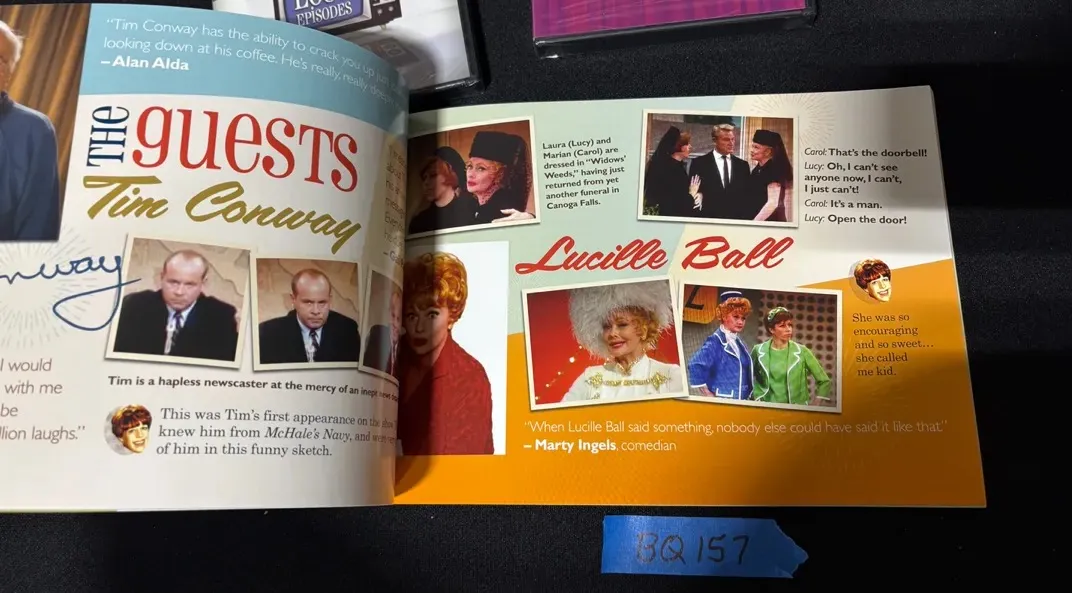 LOST
EPISODES
"Tim Conway has the ability to crack you up just
looking down at his coffee. He's really, really
– Alan Alda
THE guests
Tim Conway
nway
I would
with me
be
llion laughs."
Tim is a hapless newscaster at the mercy of an inept news
This was Tim's first appearance on the
knew him from McHale's Navy, and
of him in this funny sketch.
Laura (Lucy) and
Marian (Carol) are
dressed in "Widows'
Weeds," having just
returned from yet
another funeral in
Canoga Falls.
Carol: That's the doorbell!
Lucy: Oh, I can't see
anyone now, I can't,
I just can't!
Carol: It's a man.
Lucy: Open the door!
Lucille Ball
She was so
encouraging
and so sweet...
she called
me kid.
"When Lucille Ball said something, nobody else could have said it like that."
– Marty Ingels, comedian
BQ 157